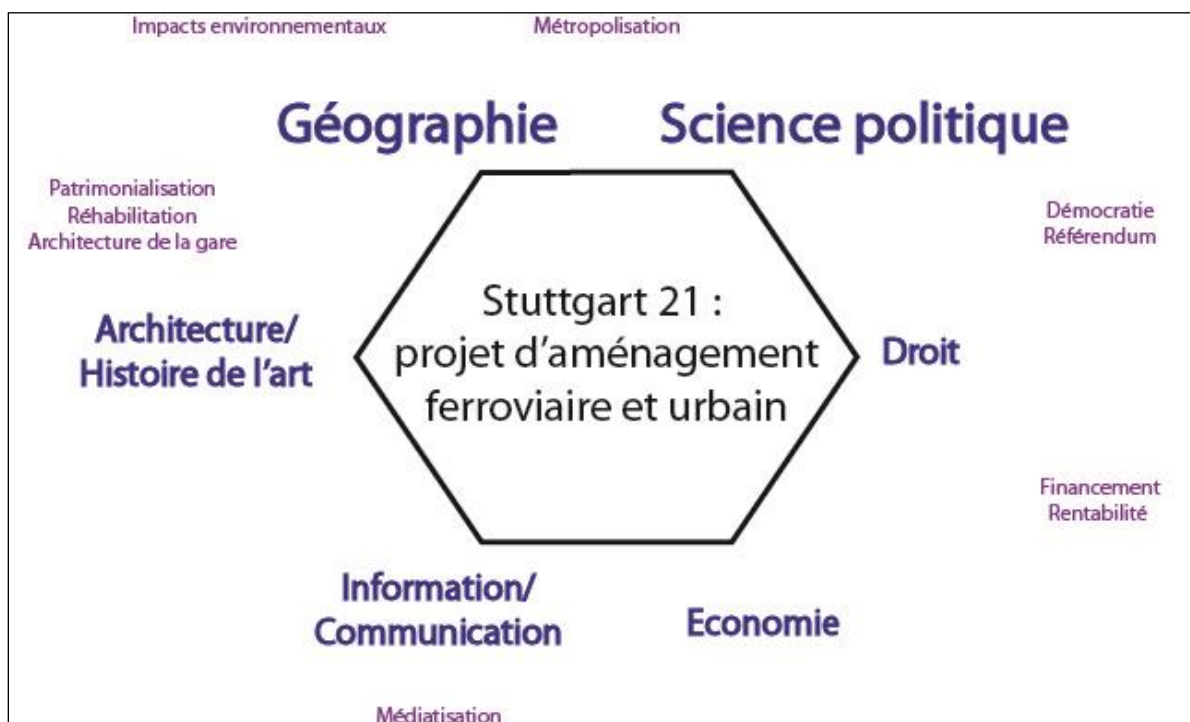 Impacts environnementaux
Métropolisation
Géographie
Science politique
Patrimonialisation
Réhabilitation
Architecture de la gare
Démocratie
Référendum
Stuttgart 21 :
projet d'aménagement
ferroviaire et urbain
Architecture/
Histoire de l'art
Droit
Financement
Rentabilité
Information/
Communication
Economie
Médiatisation